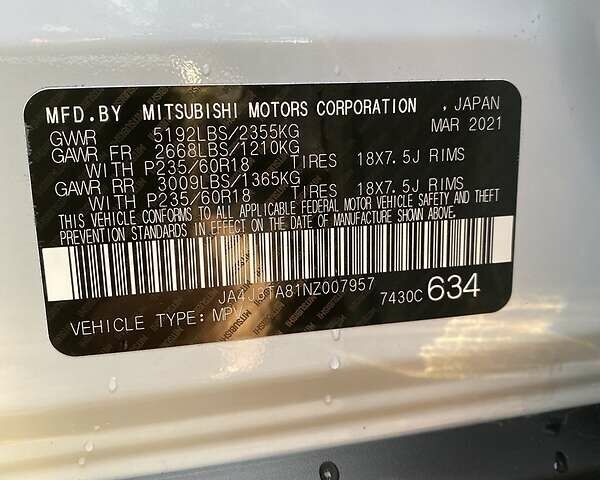 MFD.BY MITSUBISHI MOTORS CORPORATION , JAPAN
GVWR 5192LBS/2355KG MAR 2021
GAWR FR 2668LBS/1210KG
WITH P235/60R18 TIRES 18X7.5J RIMS
GAWR RR 3009LBS/1365KG
WITH P235/60R18 TIRES 18X7.5J RIMS
THIS VEHICLE CONFORMS TO ALL APPLICABLE FEDERAL MOTOR VEHICLE SAFETY AND THEFT
PREVENTION STANDARDS IN EFFECT ON THE DATE OF MANUFACTURE SHOWN ABOVE.
JA4J3TA81NZ007957
7430C 634
VEHICLE TYPE: MPV